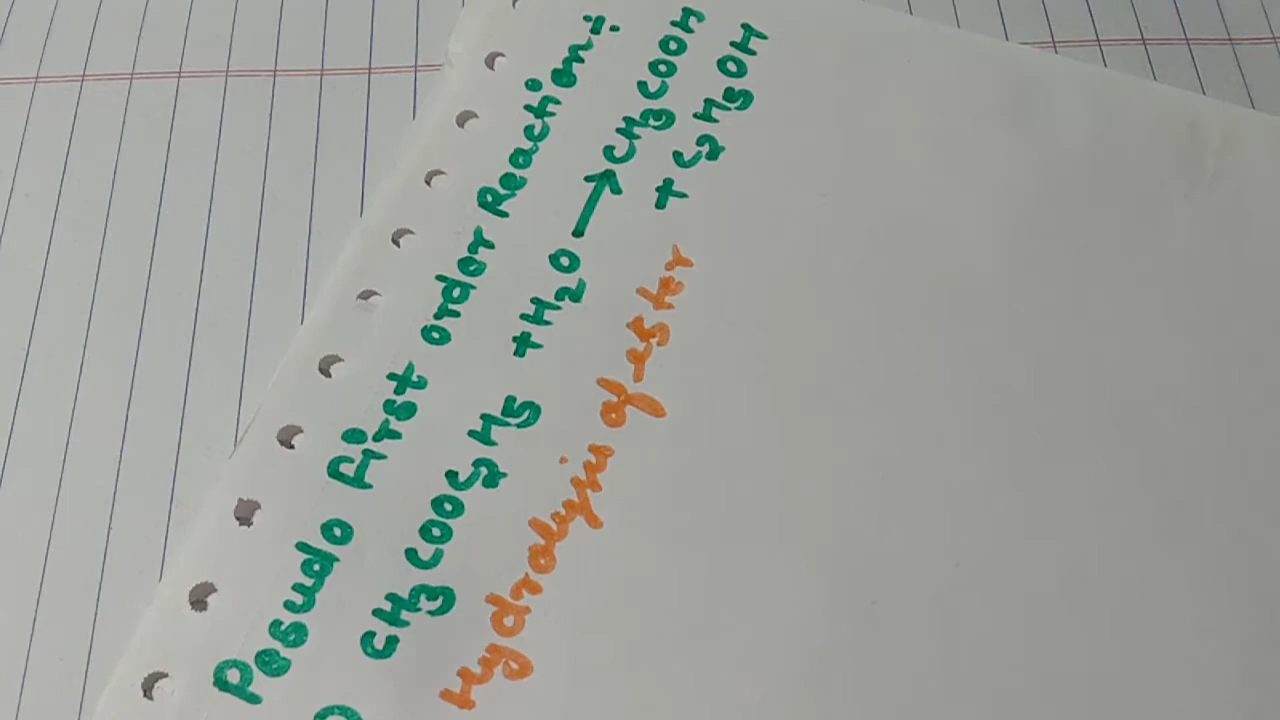 Pesudo First order Reaction:
CH3COOC2H5 + H2O → CH3COOH
+ C2H5OH
Hydrolysis of ester